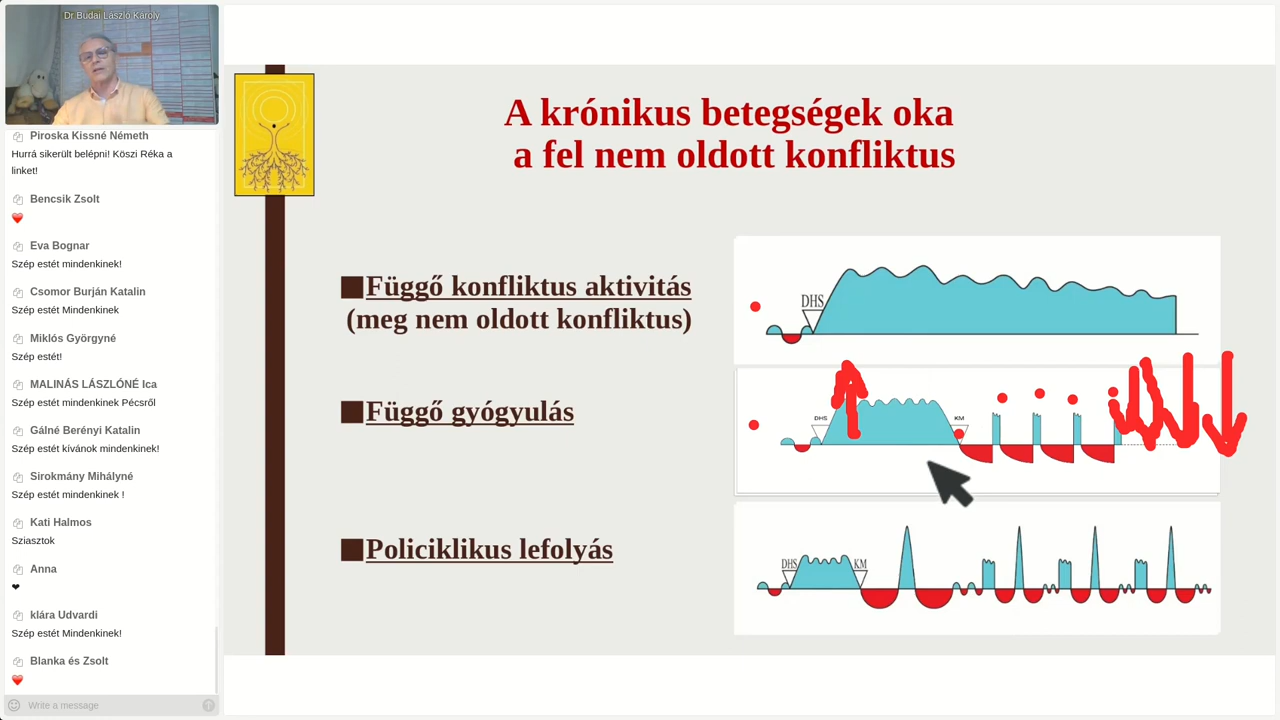 Dr Budai László Károly
Piroska Kissné Németh
Hurrá sikerült belépni! Köszi Réka a
linket!
Bencsik Zsolt
Eva Bognar
Szép estét mindenkinek!
Csomor Burján Katalin
Szép estét Mindenkinek
Miklós Györgyné
Szép estét!
MALINÁS LÁSZLÓNÉ Ica
Szép estét mindenkinek Pécsről
Gálné Berényi Katalin
Szép estét kívánok mindenkinek!
Sirokmány Mihályné
Szép estét mindenkinek !
Kati Halmos
Sziasztok
Anna
klára Udvardi
Szép estét Mindenkinek!
Blanka és Zsolt
Write a message
A krónikus betegségek oka
a fel nem oldott konfliktus
Függő konfliktus aktivitás
(meg nem oldott konfliktus)
DHS
Függő gyógyulás
DHS KM
Policiklikus lefolyás
DHS KM